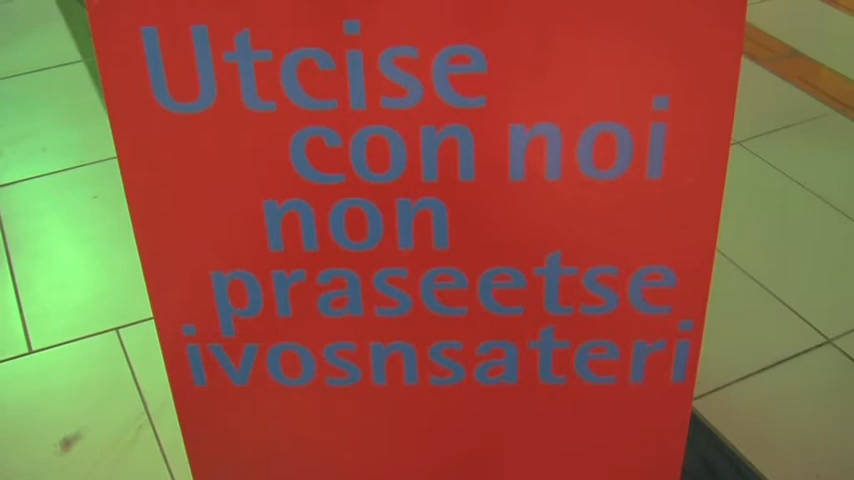 Utcise
con noi
non
praseetse
ivosnsateri